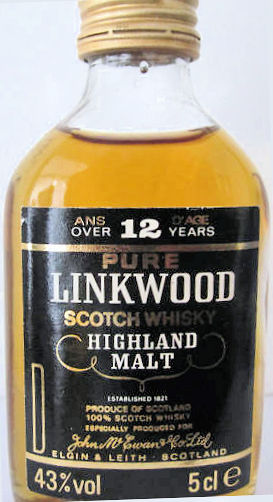 ANS 12 D'AGE
OVER YEARS
PURE
LINKWOOD
SCOTCH WHISKY
HIGHLAND
MALT
ESTABLISHED 1821
PRODUCE OF SCOTLAND
100% SCOTCH WHISKY
ESPECIALLY PRODUCED FOR
John McEwan & Co. Ltd.
ELGIN & LEITH - SCOTLAND
43%vol 5cl e